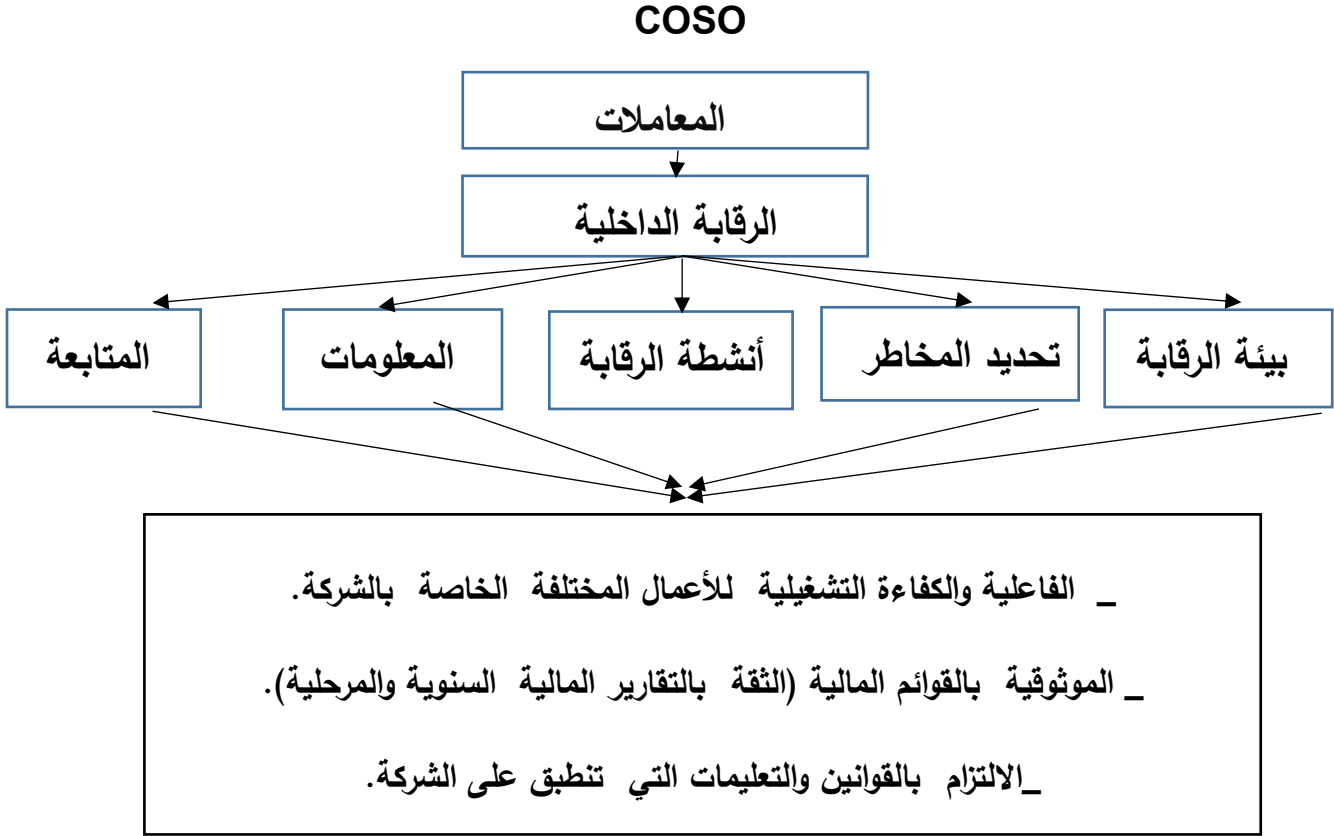 COSO
المعاملات
الرقابة الداخلية
بيئة الرقابة
تحديد المخاطر
أنشطة الرقابة
المعلومات
المتابعة
_ الفاعلية والكفاءة التشغيلية للأعمال المختلفة الخاصة بالشركة.
_ الموثوقية بالقوائم المالية (الثقة بالتقارير المالية السنوية والمرحلية).
_الالتزام بالقوانين والتعليمات التي تنطبق على الشركة.